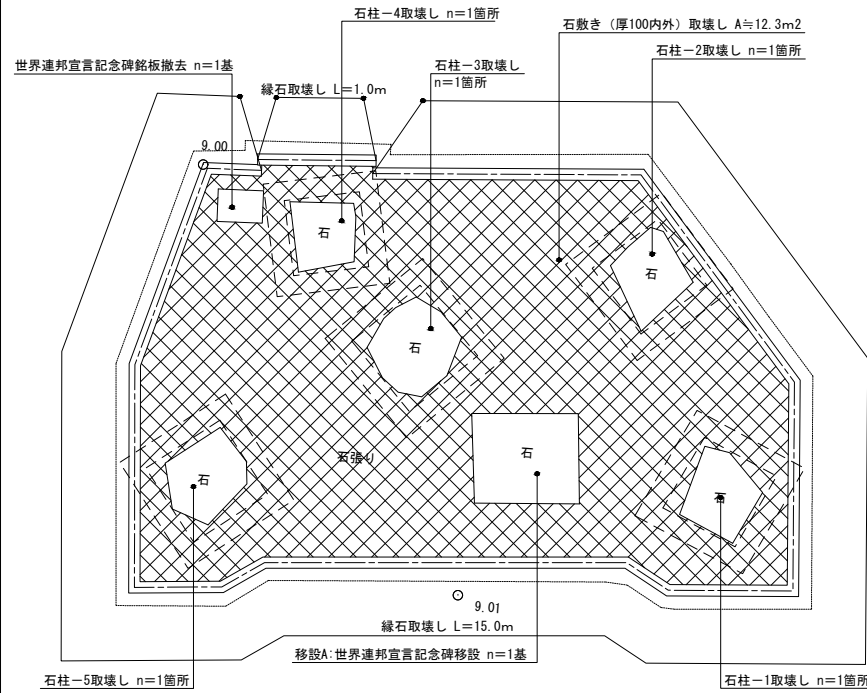 石柱－4取壊し n＝1箇所
石敷き（厚100内外）取壊し A≒12.3m2
石柱－2取壊し n＝1箇所
世界連邦宣言記念碑銘板撤去 n＝1基
石柱－3取壊し
n＝1箇所
縁石取壊し L＝1.0m
9.00
石
石
石
石張り
石
石
石
9.01
縁石取壊し L＝15.0m
移設A:世界連邦宣言記念碑移設 n＝1基
石柱－5取壊し n＝1箇所
石柱－1取壊し n＝1箇所